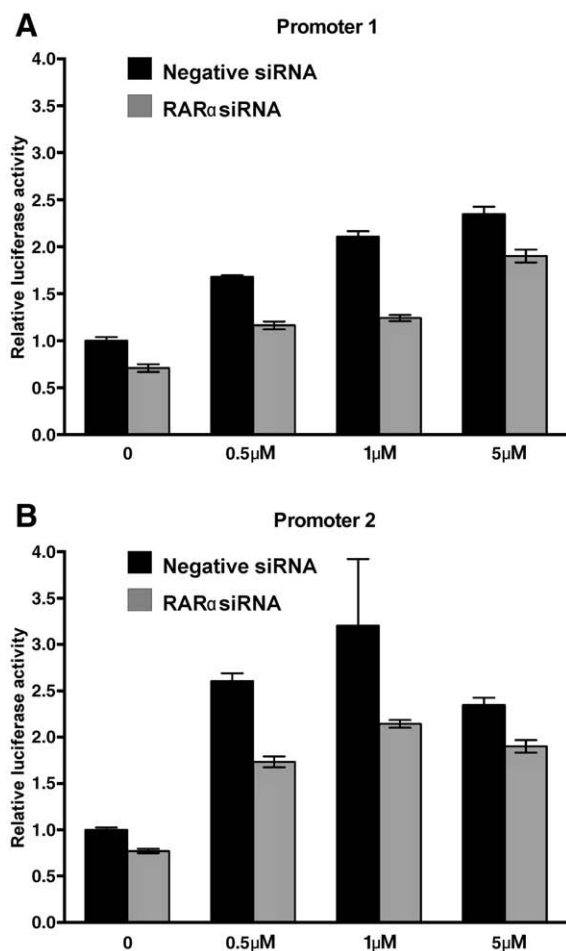 A
Promoter 1
Negative siRNA
RARα siRNA
Relative luciferase activity
4.0
3.5
3.0
2.5
2.0
1.5
1.0
0.5
0.0
0
0.5μM
1μM
5μM
B
Promoter 2
Negative siRNA
RARα siRNA
Relative luciferase activity
4.0
3.5
3.0
2.5
2.0
1.5
1.0
0.5
0.0
0
0.5μM
1μM
5μM